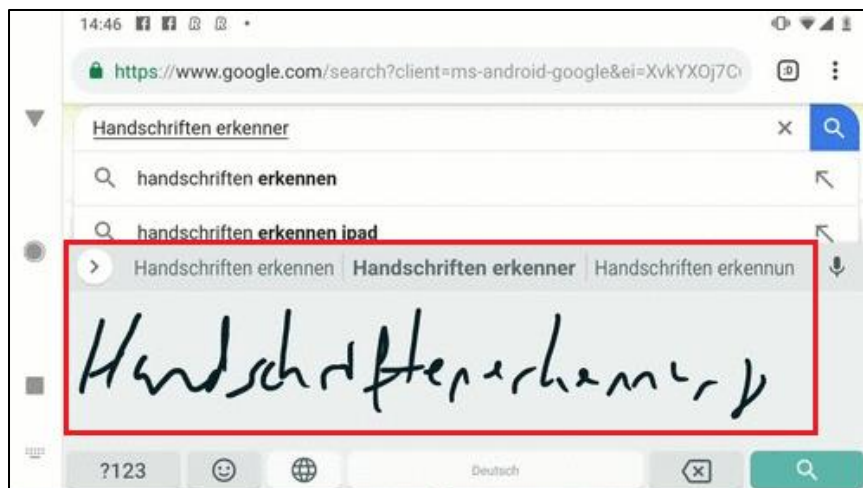 14:46
https://www.google.com/search?client=ms-android-google&ei=XvkYXOj7C
:D
Handschriften erkenner
handschriften erkennen
handschriften erkennen ipad
Handschriften erkennen Handschriften erkenner Handschriften erkennun
Handschriftenerkenner
?123 Deutsch